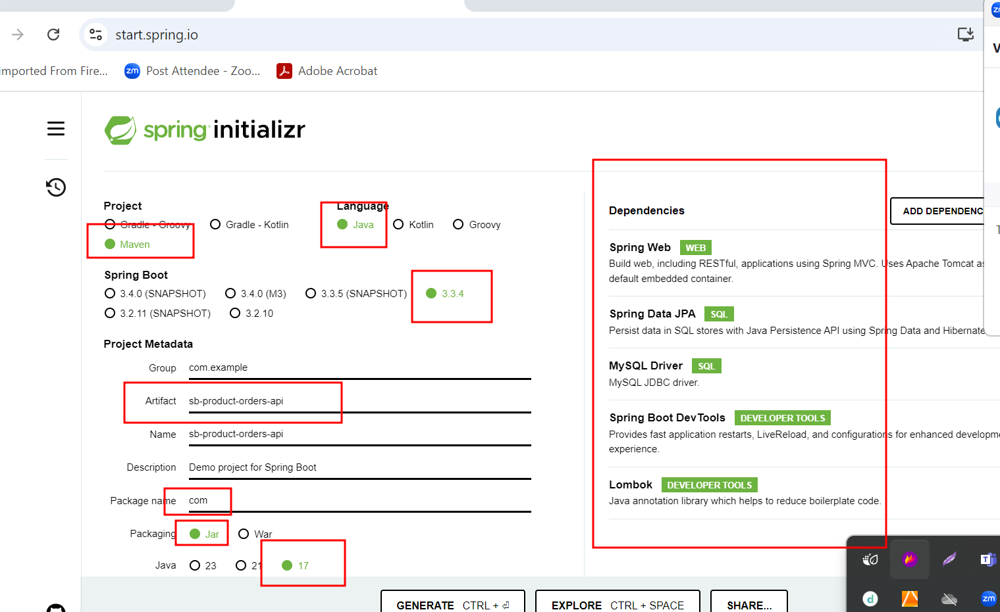 start.spring.io
Imported From Fire...
zm Post Attendee - Zoo...
Adobe Acrobat
spring initializr
Project
Gradle - Groovy
Gradle - Kotlin
Maven
Language
Java
Kotlin
Groovy
Spring Boot
3.4.0 (SNAPSHOT)
3.4.0 (M3)
3.3.5 (SNAPSHOT)
3.3.4
3.2.11 (SNAPSHOT)
3.2.10
Project Metadata
Group com.example
Artifact sb-product-orders-api
Name sb-product-orders-api
Description Demo project for Spring Boot
Package name com
Packaging Jar War
Java 23 21 17
Dependencies
ADD DEPENDENC
Spring Web WEB
Build web, including RESTful, applications using Spring MVC. Uses Apache Tomcat as
default embedded container.
Spring Data JPA SQL
Persist data in SQL stores with Java Persistence API using Spring Data and Hibernate
MySQL Driver SQL
MySQL JDBC driver.
Spring Boot DevTools DEVELOPER TOOLS
Provides fast application restarts, LiveReload, and configurations for enhanced developme
experience.
Lombok DEVELOPER TOOLS
Java annotation library which helps to reduce boilerplate code.
GENERATE CTRL + ⏎
EXPLORE CTRL + SPACE
SHARE...
d
zm